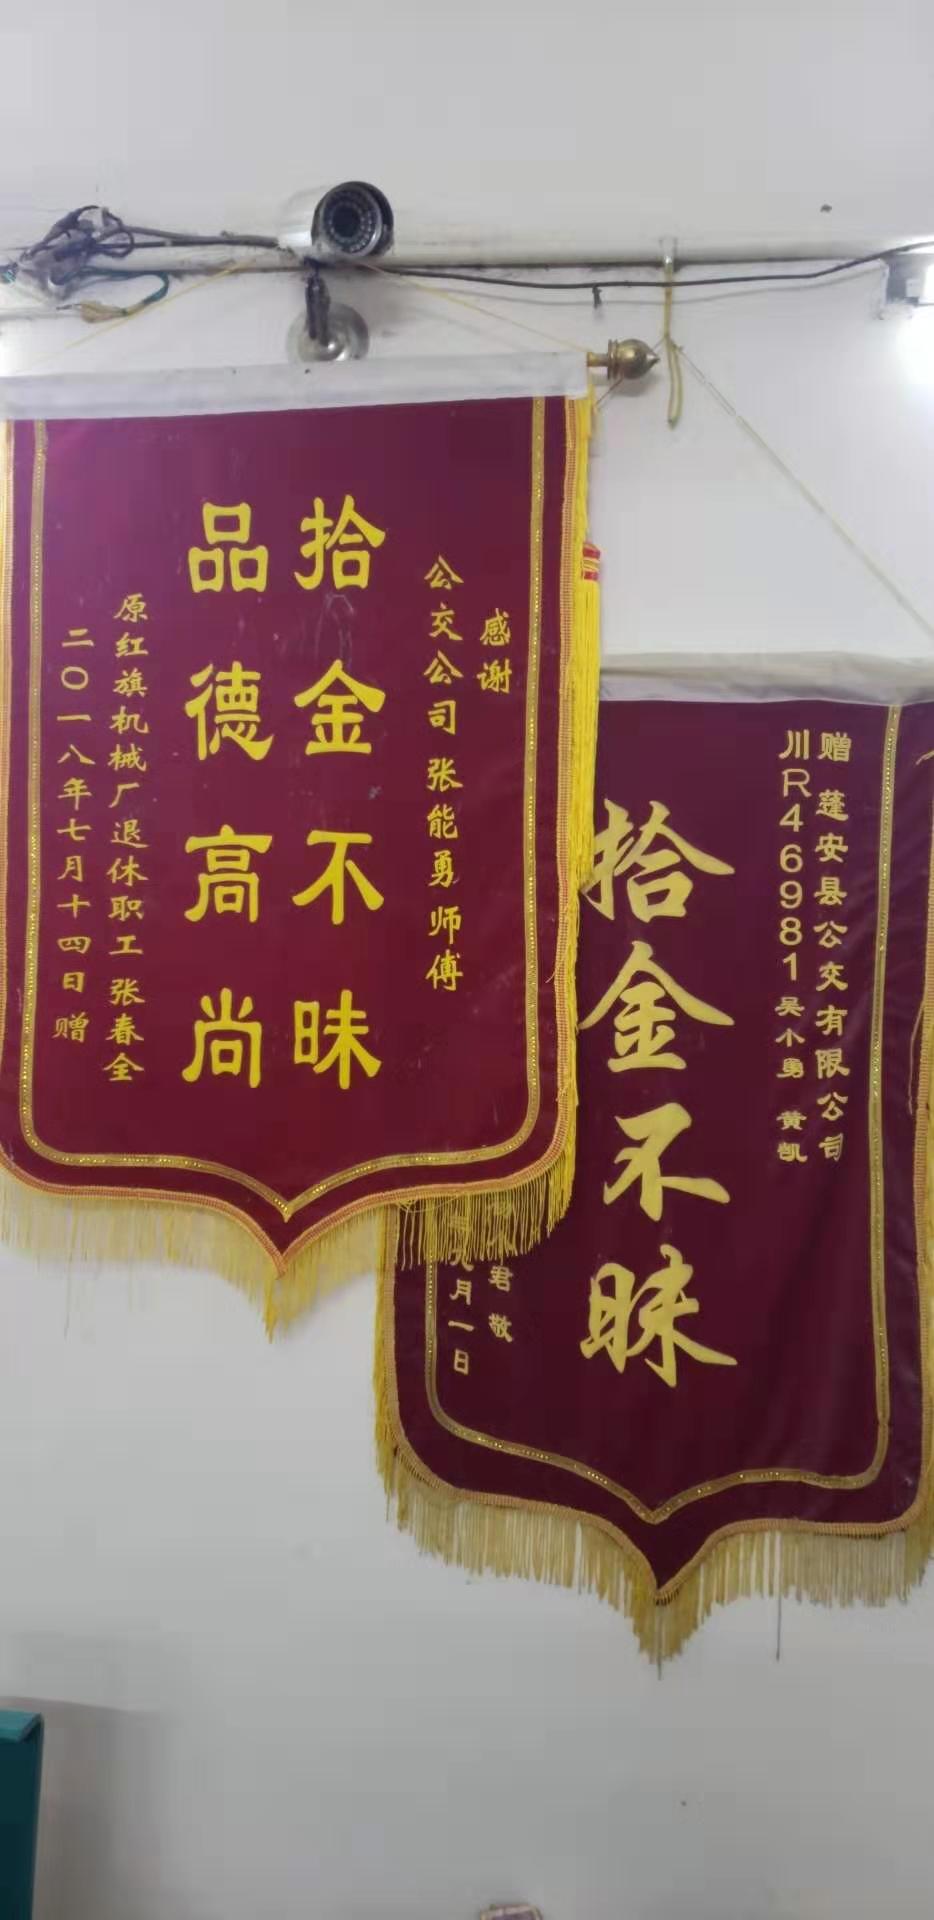 感谢
公交公司 张能勇 师傅
拾金不昧
品德高尚
原红旗机械厂退休职工 张春全
二〇一八年七月十四日赠
赠 蓬安县公交有限公司
川R46981 吴小勇 黄凯
拾金不昧
君 敬
九月一日